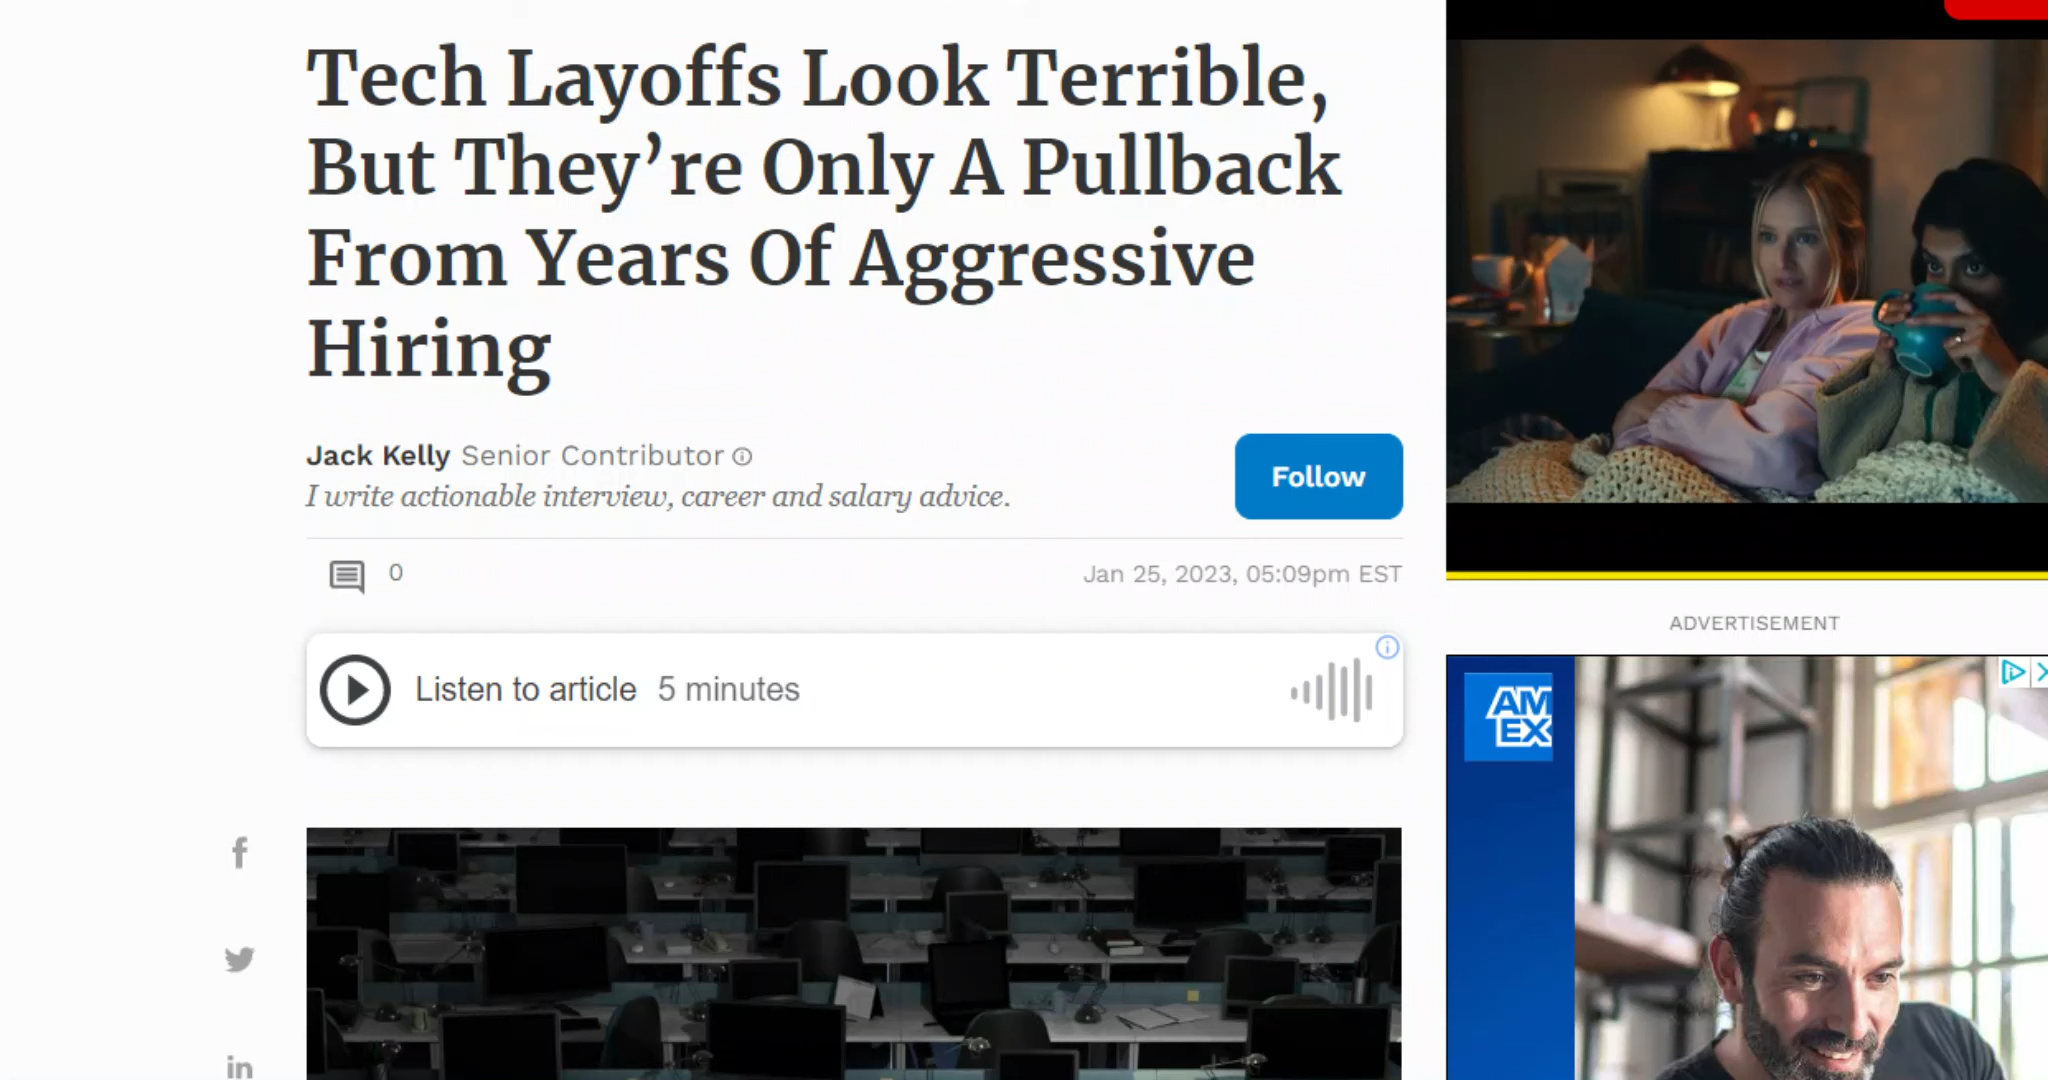 Tech Layoffs Look Terrible,
But They’re Only A Pullback
From Years Of Aggressive
Hiring
Jack Kelly Senior Contributor
I write actionable interview, career and salary advice.
Follow
0
Jan 25, 2023, 05:09pm EST
Listen to article 5 minutes
ADVERTISEMENT
AM
EX
f
in